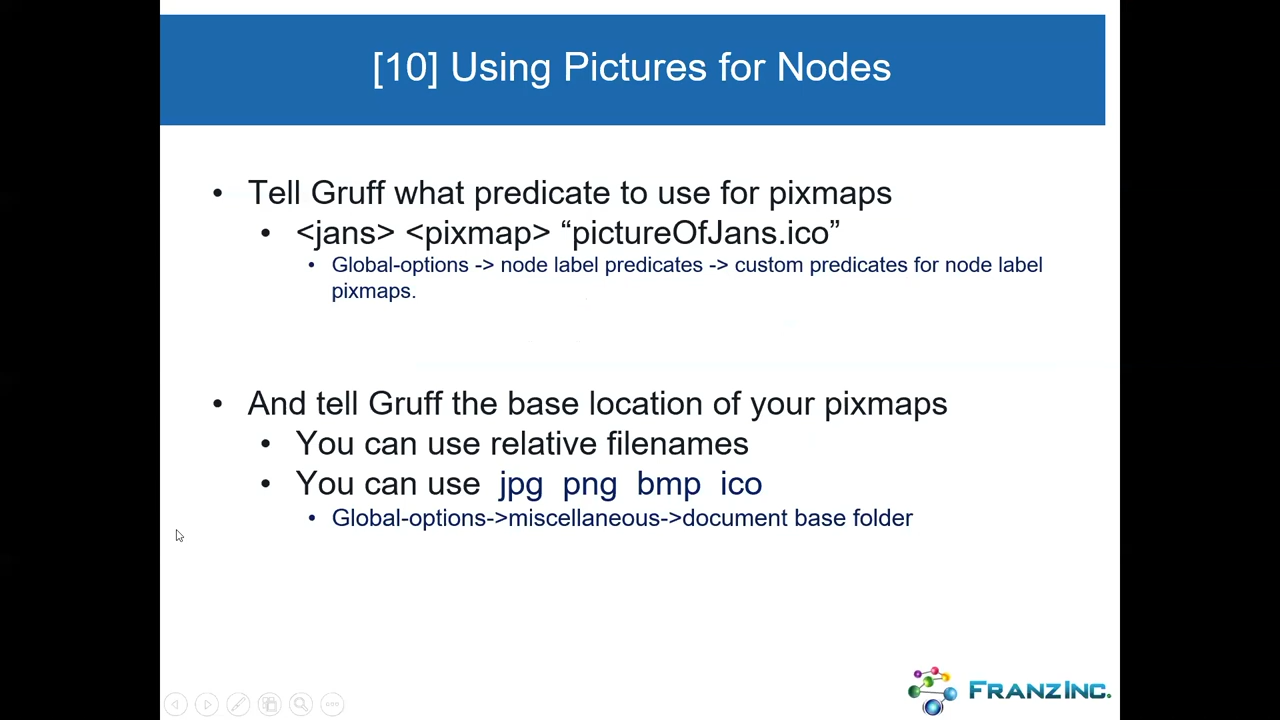 [10] Using Pictures for Nodes
• Tell Gruff what predicate to use for pixmaps
• <jans> <pixmap> “pictureOfJans.ico”
• Global-options -> node label predicates -> custom predicates for node label
pixmaps.
• And tell Gruff the base location of your pixmaps
• You can use relative filenames
• You can use jpg png bmp ico
• Global-options->miscellaneous->document base folder
FRANZINC.